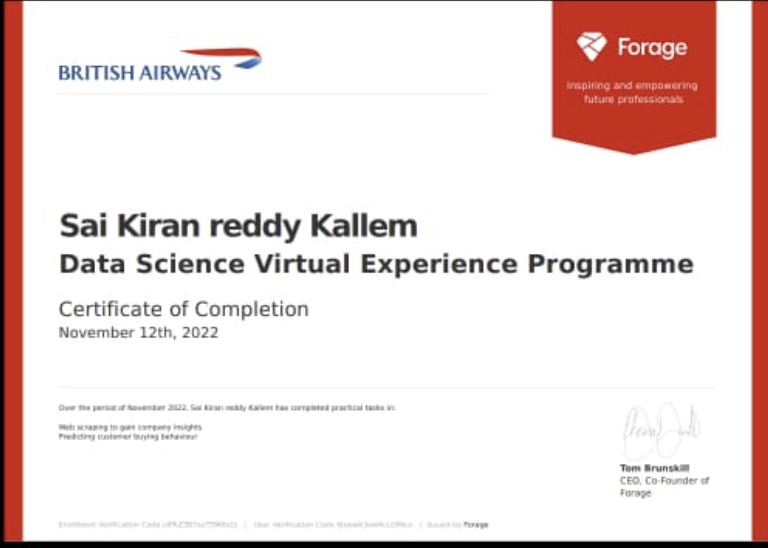 BRITISH AIRWAYS
Forage
Inspiring and empowering
future professionals
Sai Kiran reddy Kallem
Data Science Virtual Experience Programme
Certificate of Completion
November 12th, 2022
Over the period of November 2022, Sai Kiran reddy Kallem has completed practical tasks in:
Web scraping to gain company insights
Predicting customer buying behaviour
Tom Brunskill
CEO, Co-Founder of
Forage
Enrolment Verification Code | User Verification Code | Issued by Forage